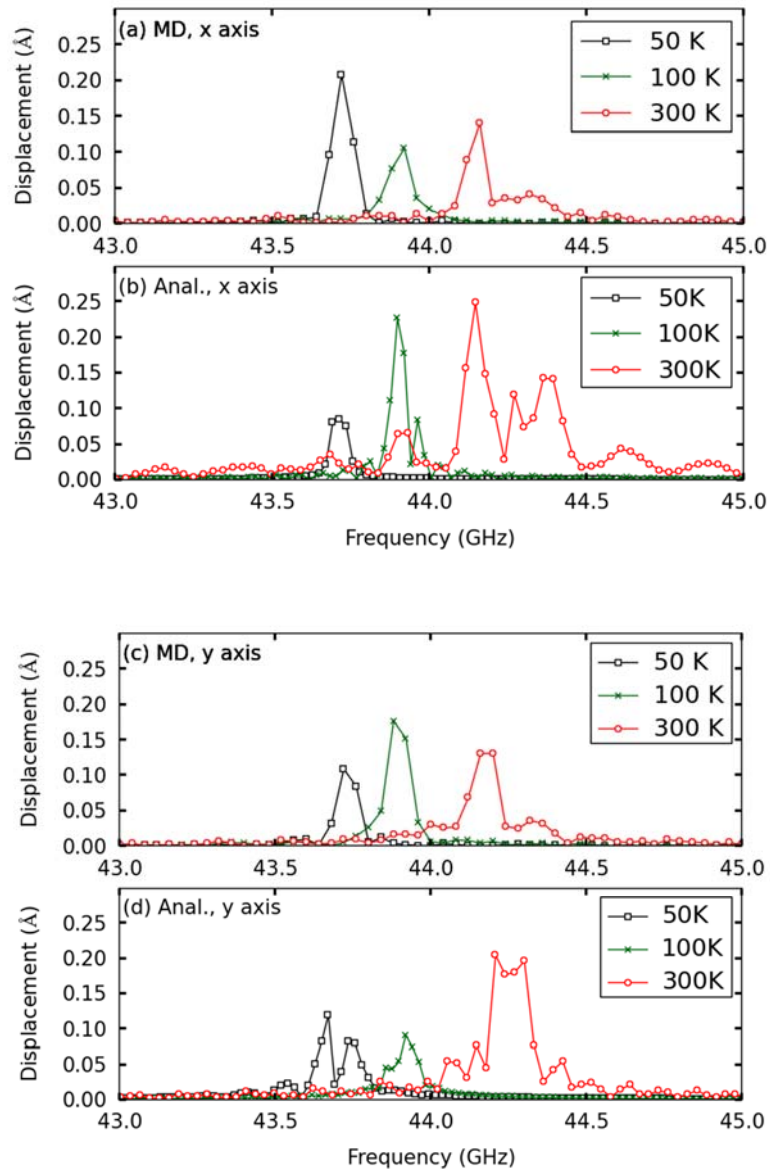 (a) MD, x axis
50 K
100 K
300 K
Displacement (Å)
0.25
0.20
0.15
0.10
0.05
0.00
43.0 43.5 44.0 44.5 45.0
(b) Anal., x axis
50K
100K
300K
Displacement (Å)
0.25
0.20
0.15
0.10
0.05
0.00
43.0 43.5 44.0 44.5 45.0
Frequency (GHz)
(c) MD, y axis
50 K
100 K
300 K
Displacement (Å)
0.25
0.20
0.15
0.10
0.05
0.00
43.0 43.5 44.0 44.5 45.0
(d) Anal., y axis
50K
100K
300K
Displacement (Å)
0.25
0.20
0.15
0.10
0.05
0.00
43.0 43.5 44.0 44.5 45.0
Frequency (GHz)